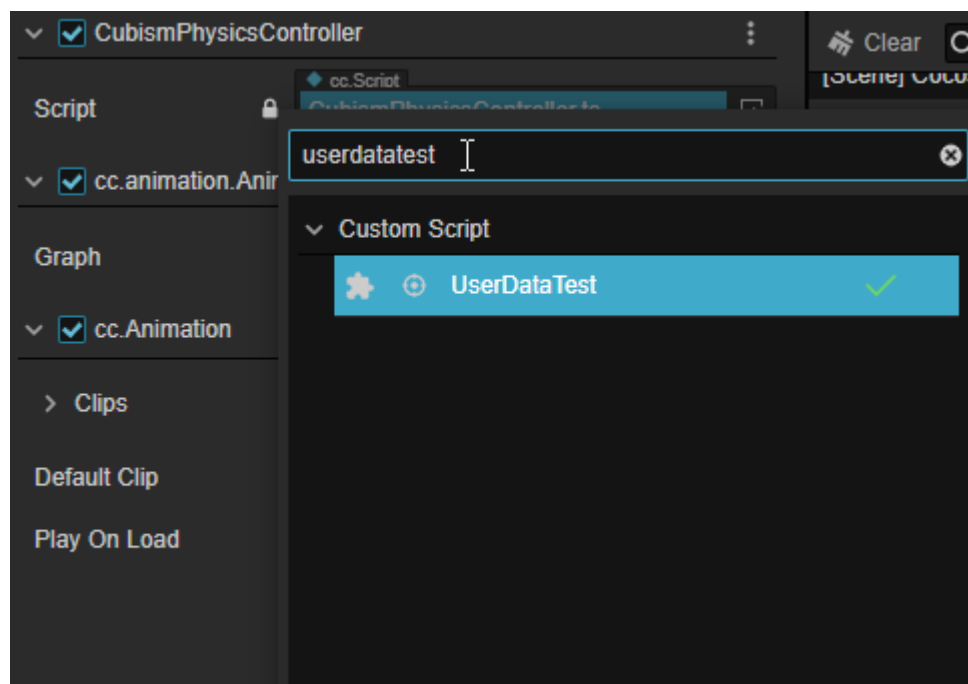 CubismPhysicsController
Clear
cc.Script
[Scene] Cocos
Script
CubismPhysicsController.ts
userdatatest
cc.animation.Anir
Custom Script
Graph
UserDataTest
cc.Animation
Clips
Default Clip
Play On Load